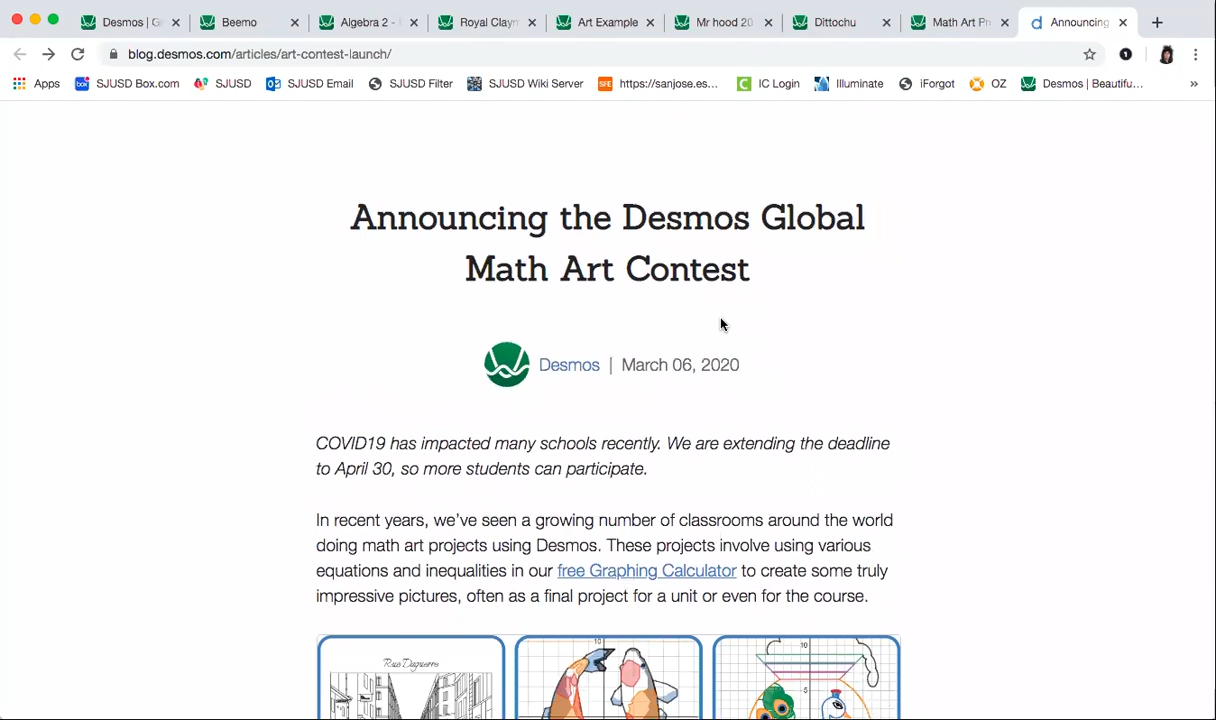 Desmos | G
Beemo
Algebra 2 -
Royal Claym
Art Example
Mr hood 20
Dittochu
Math Art Pr
Announcing
blog.desmos.com/articles/art-contest-launch/
Apps
SJUSD Box.com
SJUSD
SJUSD Email
SJUSD Filter
SJUSD Wiki Server
https://sanjose.es...
IC Login
Illuminate
iForgot
OZ
Desmos | Beautifu...
Announcing the Desmos Global
Math Art Contest
Desmos | March 06, 2020
COVID19 has impacted many schools recently. We are extending the deadline
to April 30, so more students can participate.
In recent years, we've seen a growing number of classrooms around the world
doing math art projects using Desmos. These projects involve using various
equations and inequalities in our free Graphing Calculator to create some truly
impressive pictures, often as a final project for a unit or even for the course.
Rue Daguerre
10
10
5